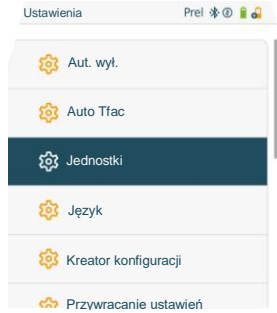 Ustawienia Prel
Aut. wył.
Auto Tfac
Jednostki
Język
Kreator konfiguracji
Przywracanie ustawień